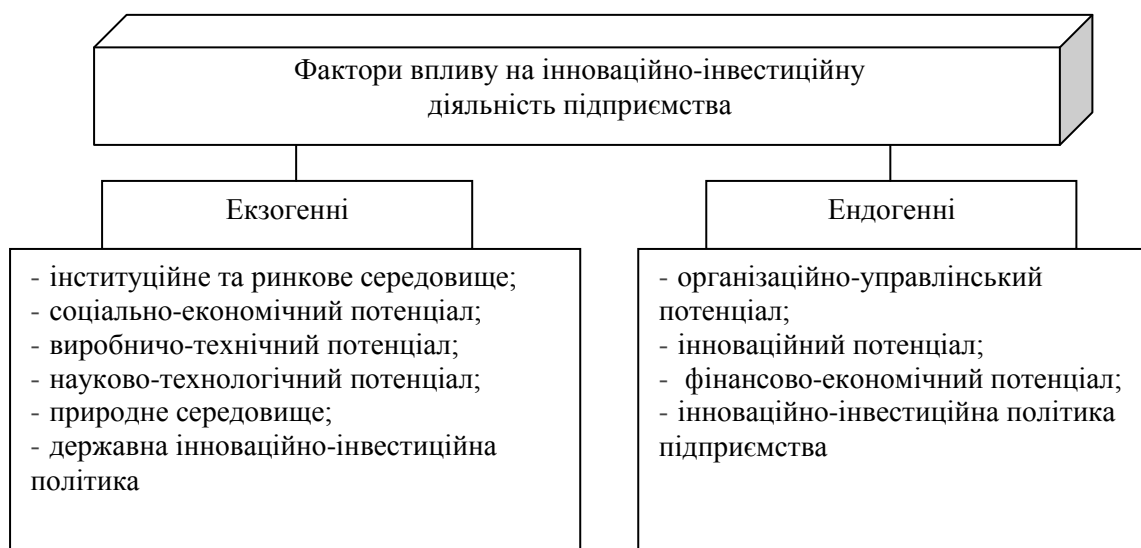 Фактори впливу на інноваційно-інвестиційну
діяльність підприємства
Екзогенні
- інституційне та ринкове середовище;
- соціально-економічний потенціал;
- виробничо-технічний потенціал;
- науково-технологічний потенціал;
- природне середовище;
- державна інноваційно-інвестиційна
політика
Ендогенні
- організаційно-управлінський
потенціал;
- інноваційний потенціал;
- фінансово-економічний потенціал;
- інноваційно-інвестиційна політика
підприємства